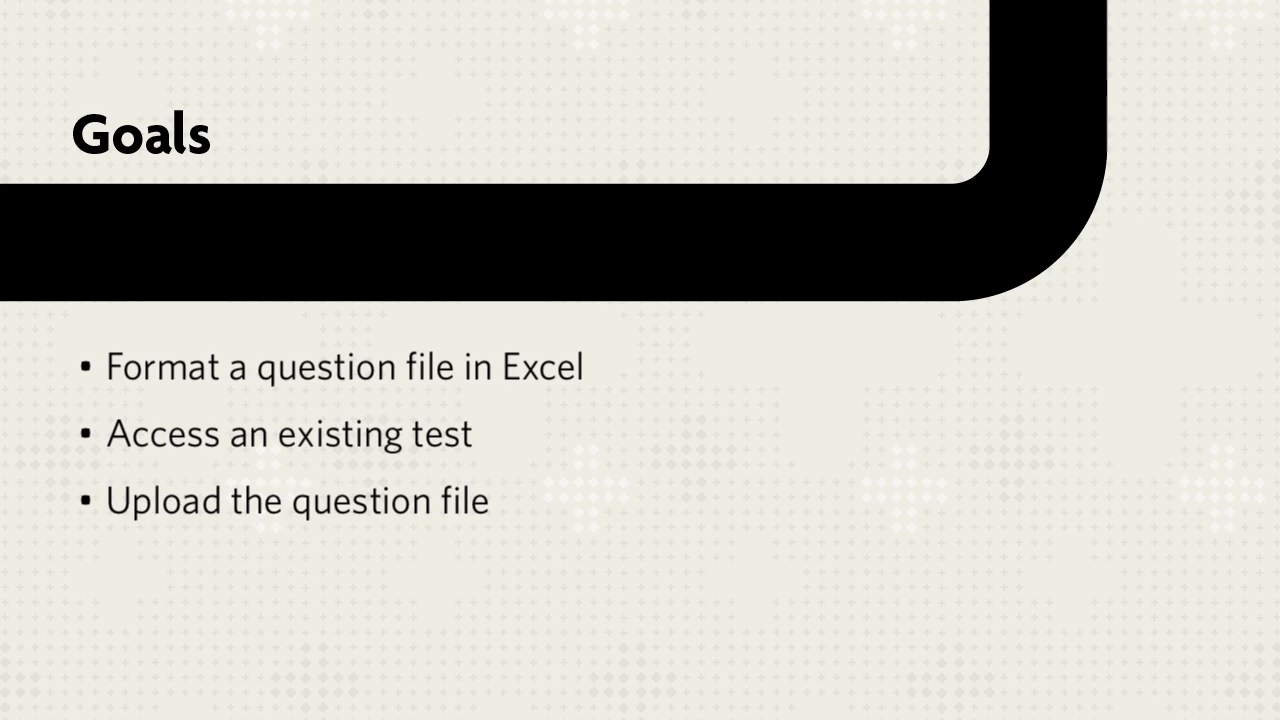 Goals
• Format a question file in Excel
• Access an existing test
• Upload the question file